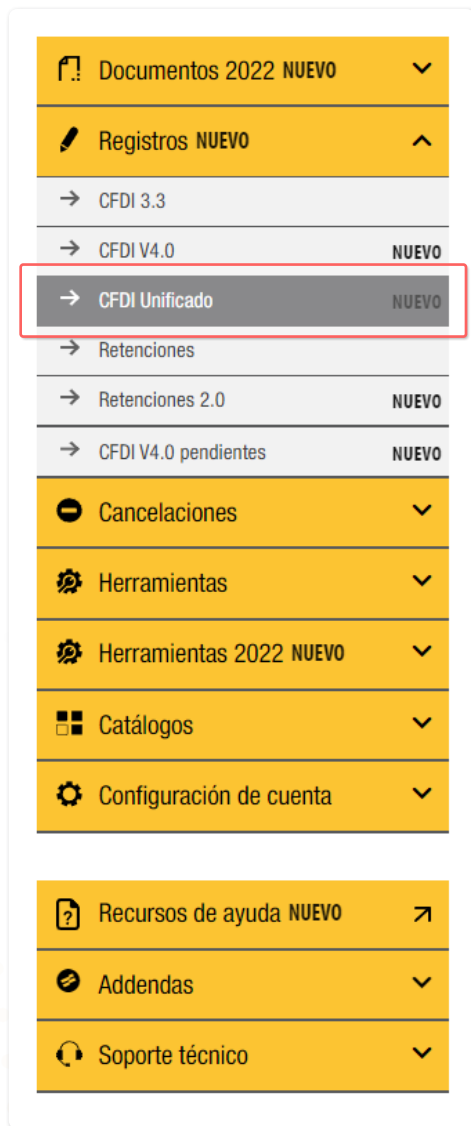 Documentos 2022 NUEVO
Registros NUEVO
CFDI 3.3
CFDI V4.0 NUEVO
CFDI Unificado NUEVO
Retenciones
Retenciones 2.0 NUEVO
CFDI V4.0 pendientes NUEVO
Cancelaciones
Herramientas
Herramientas 2022 NUEVO
Catálogos
Configuración de cuenta
Recursos de ayuda NUEVO
Addendas
Soporte técnico